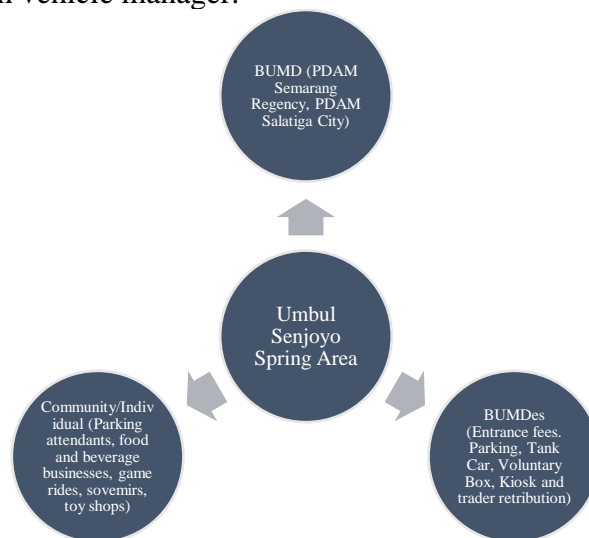 vehicle manager.
BUMD (PDAM
Semarang
Regency, PDAM
Salatiga City)
Umbul
Senjoyo
Spring Area
Community/Indiv
idual (Parking
attendants, food
and beverage
businesses, game
rides, sovemirs,
toy shops)
BUMDes
(Entrance fees.
Parking, Tank
Car, Voluntary
Box, Kiosk and
trader retribution)